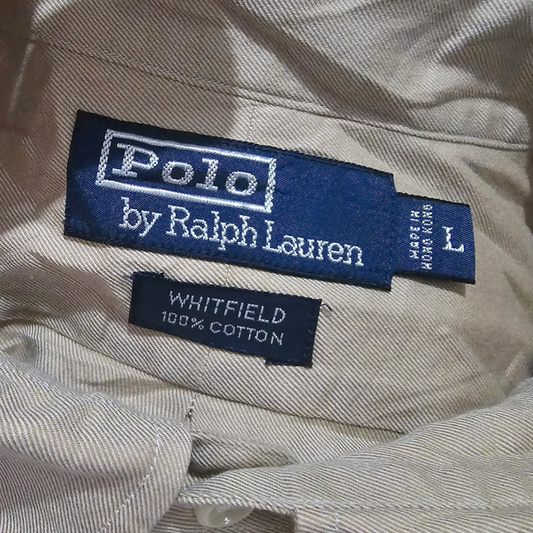 Polo
by Ralph Lauren
MADE IN
HONG KONG
L
WHITFIELD
100% COTTON